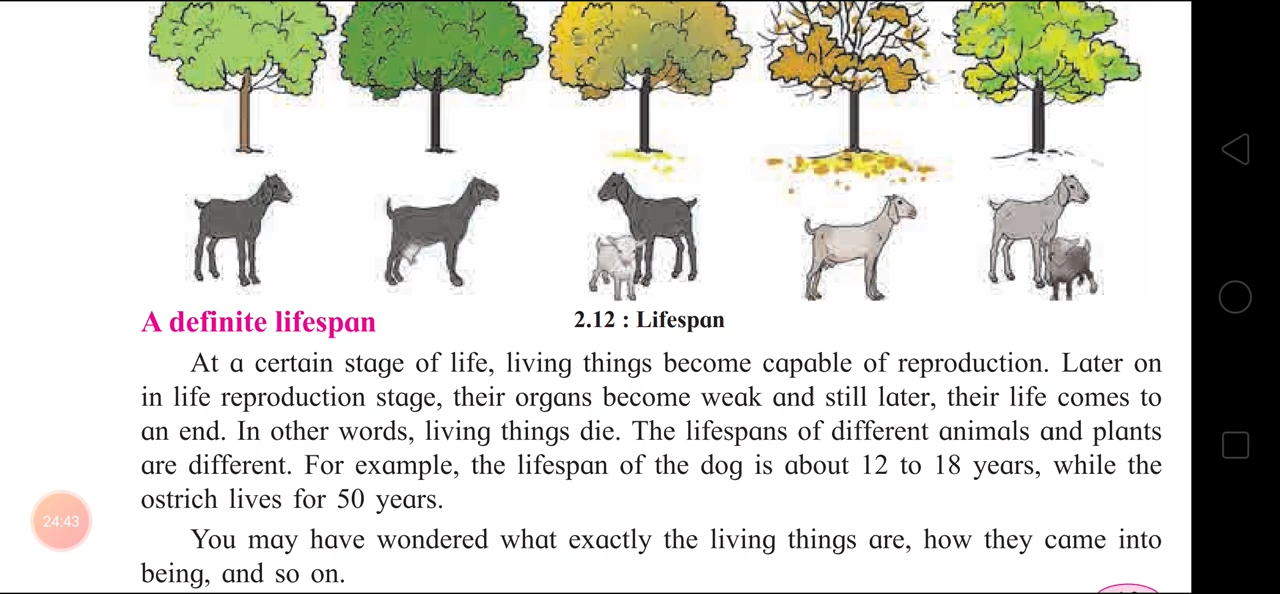 A definite lifespan
2.12 : Lifespan
At a certain stage of life, living things become capable of reproduction. Later on
in life reproduction stage, their organs become weak and still later, their life comes to
an end. In other words, living things die. The lifespans of different animals and plants
are different. For example, the lifespan of the dog is about 12 to 18 years, while the
ostrich lives for 50 years.
24:43
You may have wondered what exactly the living things are, how they came into
being, and so on.